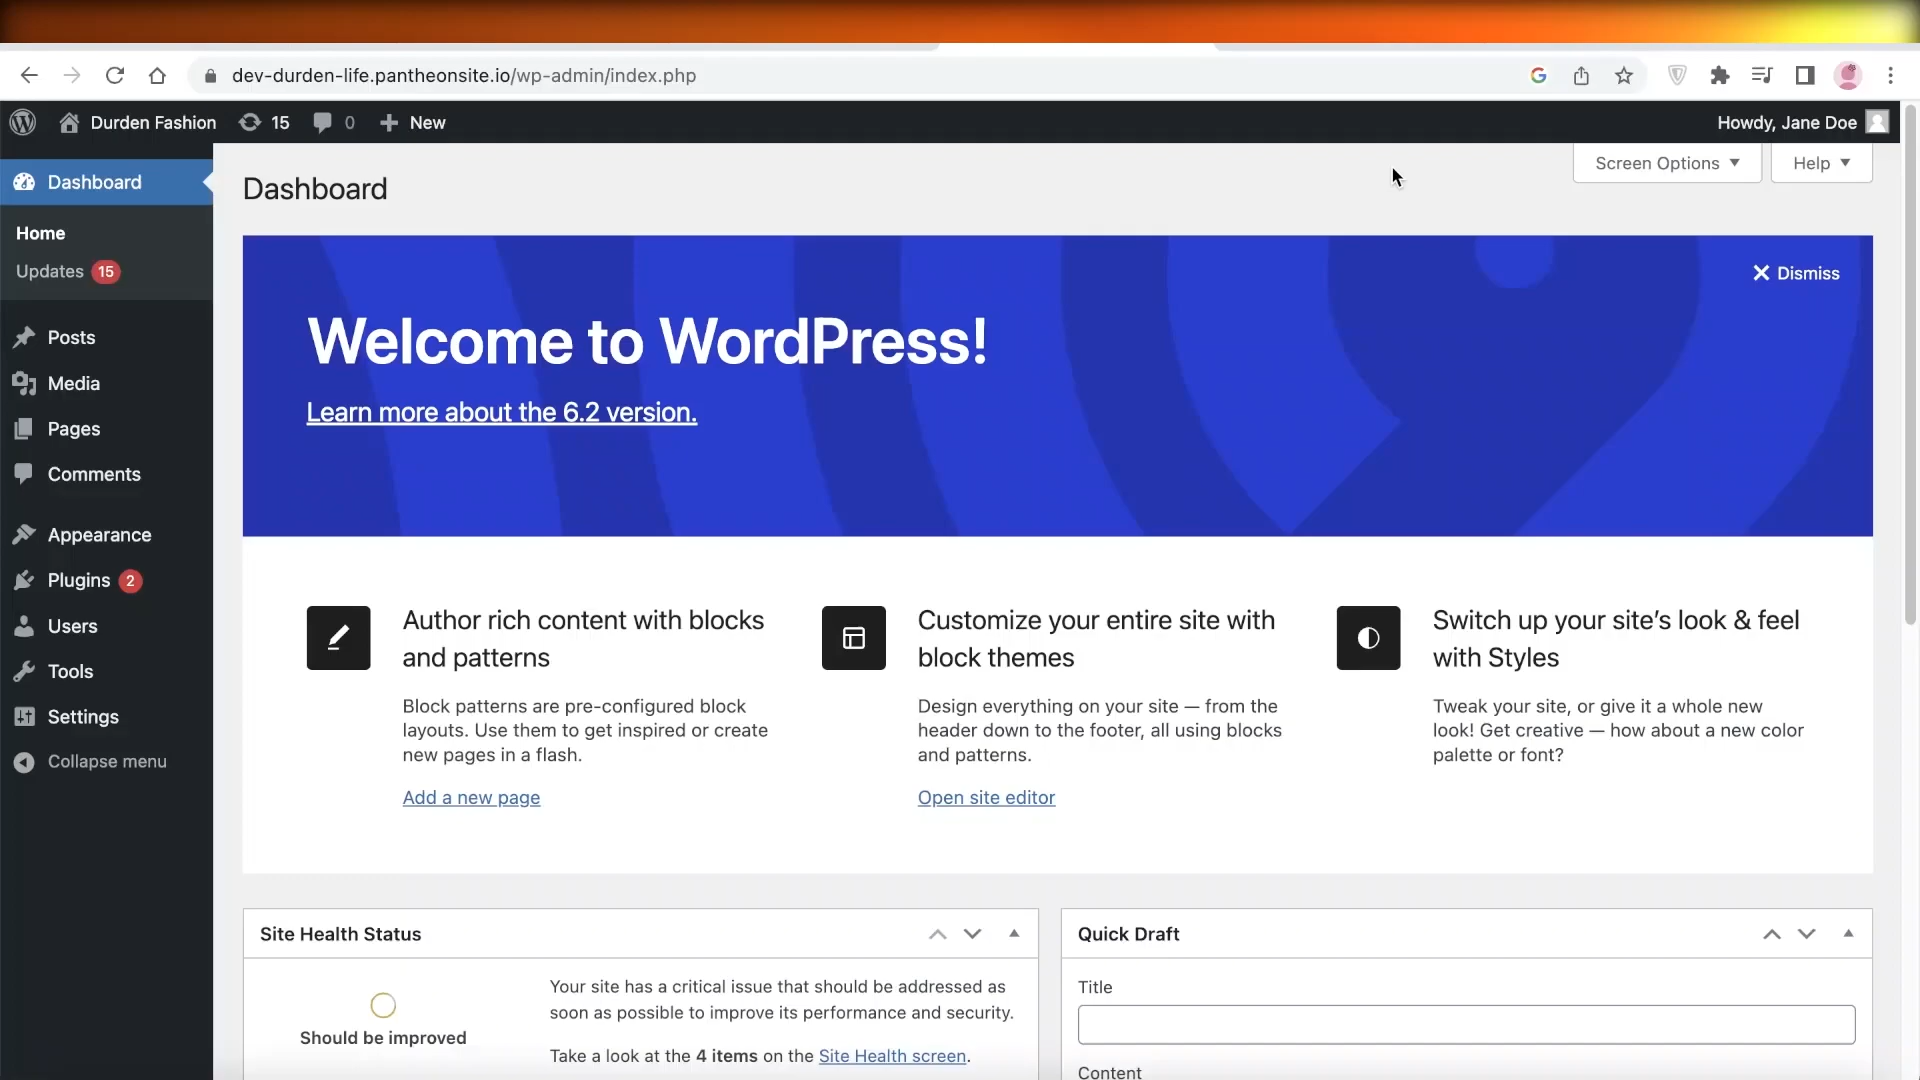 dev-durden-life.pantheonsite.io/wp-admin/index.php
Durden Fashion 15 0 New
Howdy, Jane Doe
Screen Options Help
Dashboard
Home
Updates 15
Posts
Media
Pages
Comments
Appearance
Plugins 2
Users
Tools
Settings
Collapse menu
Dashboard
Dismiss
Welcome to WordPress!
Learn more about the 6.2 version.
Author rich content with blocks
and patterns
Block patterns are pre-configured block
layouts. Use them to get inspired or create
new pages in a flash.
Add a new page
Customize your entire site with
block themes
Design everything on your site — from the
header down to the footer, all using blocks
and patterns.
Open site editor
Switch up your site’s look & feel
with Styles
Tweak your site, or give it a whole new
look! Get creative — how about a new color
palette or font?
Site Health Status
Should be improved
Your site has a critical issue that should be addressed as
soon as possible to improve its performance and security.
Take a look at the 4 items on the Site Health screen.
Quick Draft
Title
Content